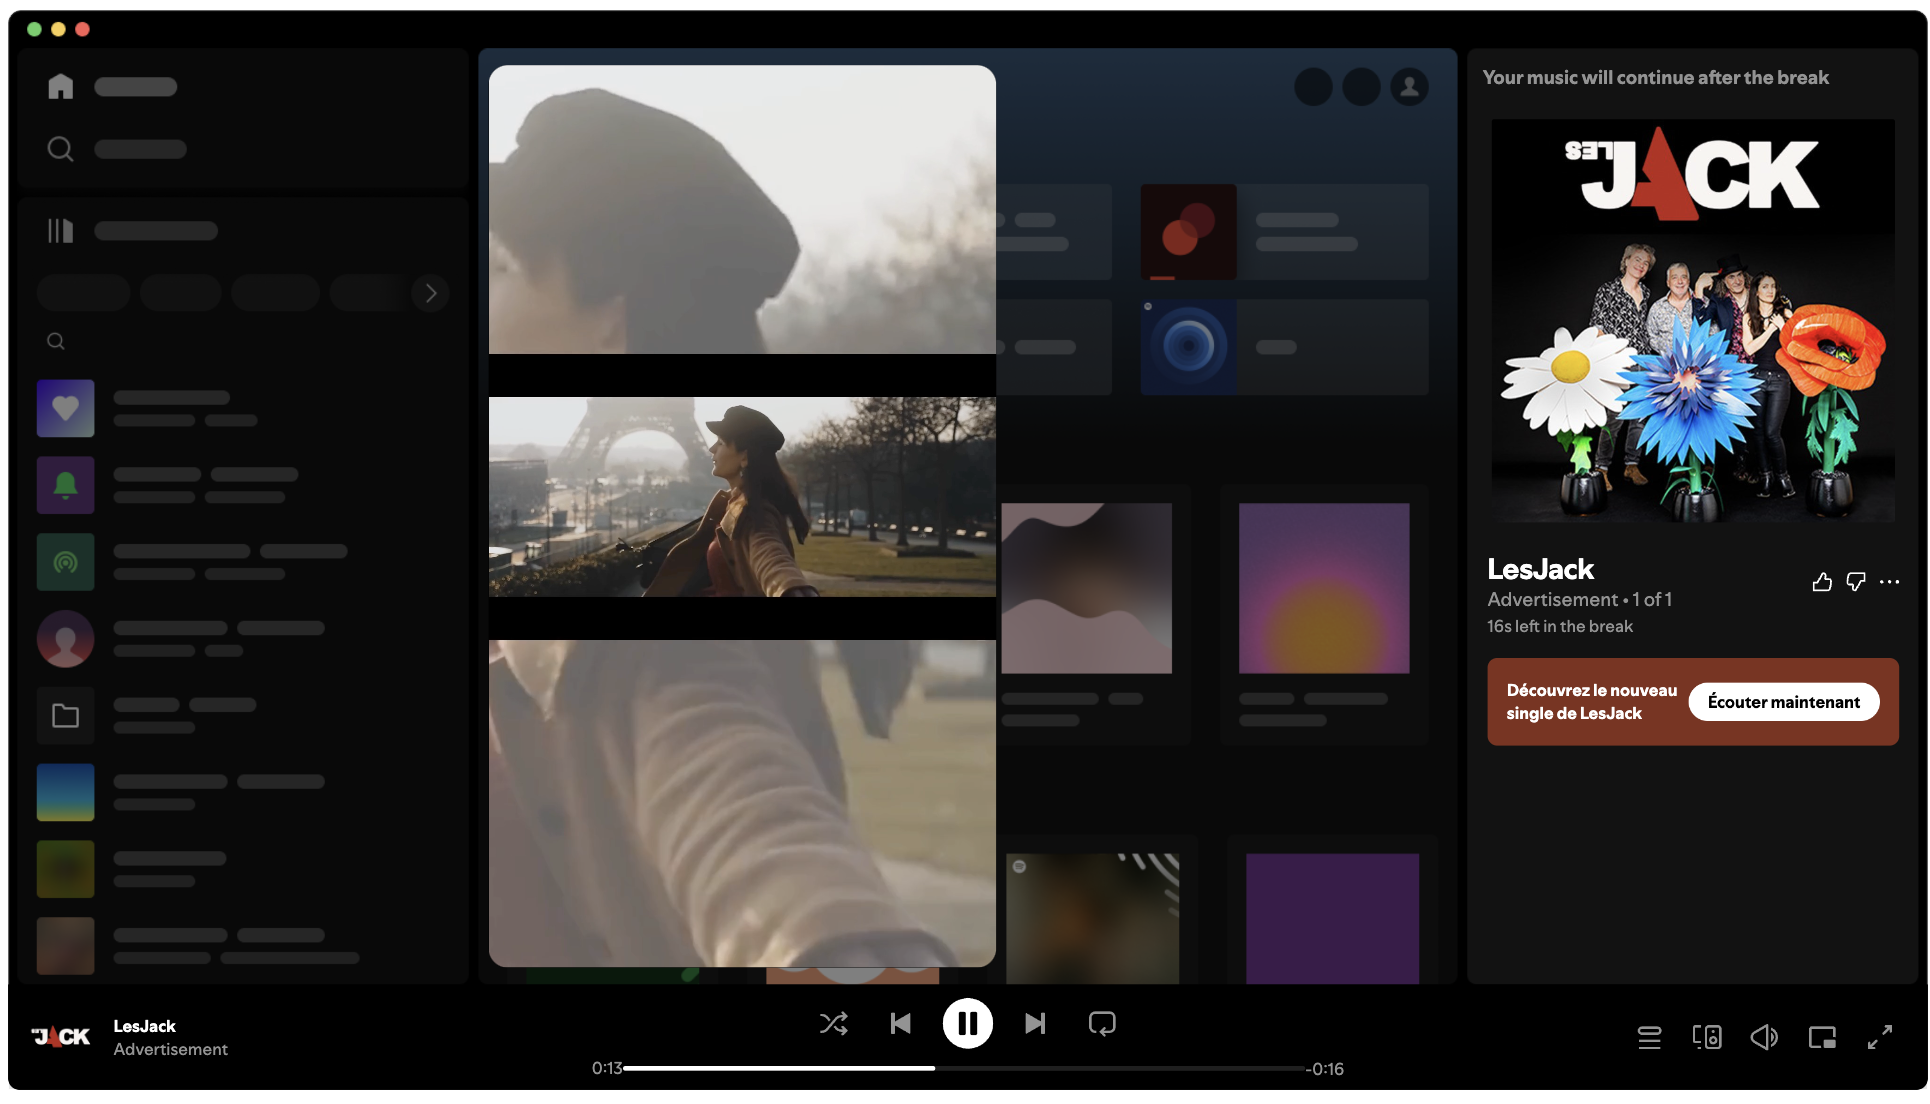 Your music will continue after the break
LES
JACK
LesJack
Advertisement • 1 of 1
16s left in the break
Découvrez le nouveau
single de LesJack
Écouter maintenant
LES JACK
LesJack
Advertisement
0:13
-0:16